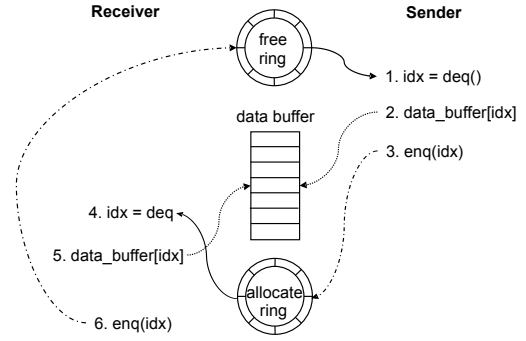 Receiver
Sender
free
ring
1. idx = deq()
data buffer
2. data_buffer[idx]
3. enq(idx)
4. idx = deq
5. data_buffer[idx]
allocate
ring
6. enq(idx)